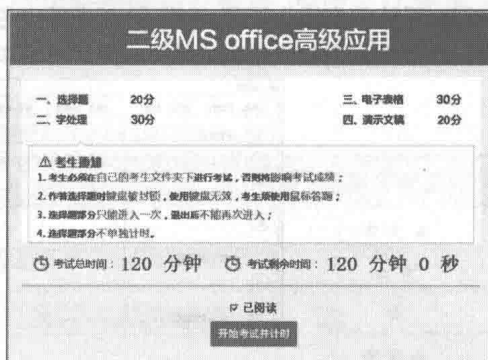 二级MS office高级应用
一、选择题 20分 三、电子表格 30分
二、字处理 30分 四、演示文稿 20分
考生须知
1. 考生必须在自己的考生文件夹下进行考试，否则将影响考试成绩；
2. 作答选择题时键盘被封锁，使用键盘无效，考生须使用鼠标答题；
3. 选择题部分只能进入一次，退出后不能再次进入；
4. 选择题部分不单独计时。
考试总时间：120 分钟 考试剩余时间：120 分钟 0 秒
已阅读
开始考试并计时